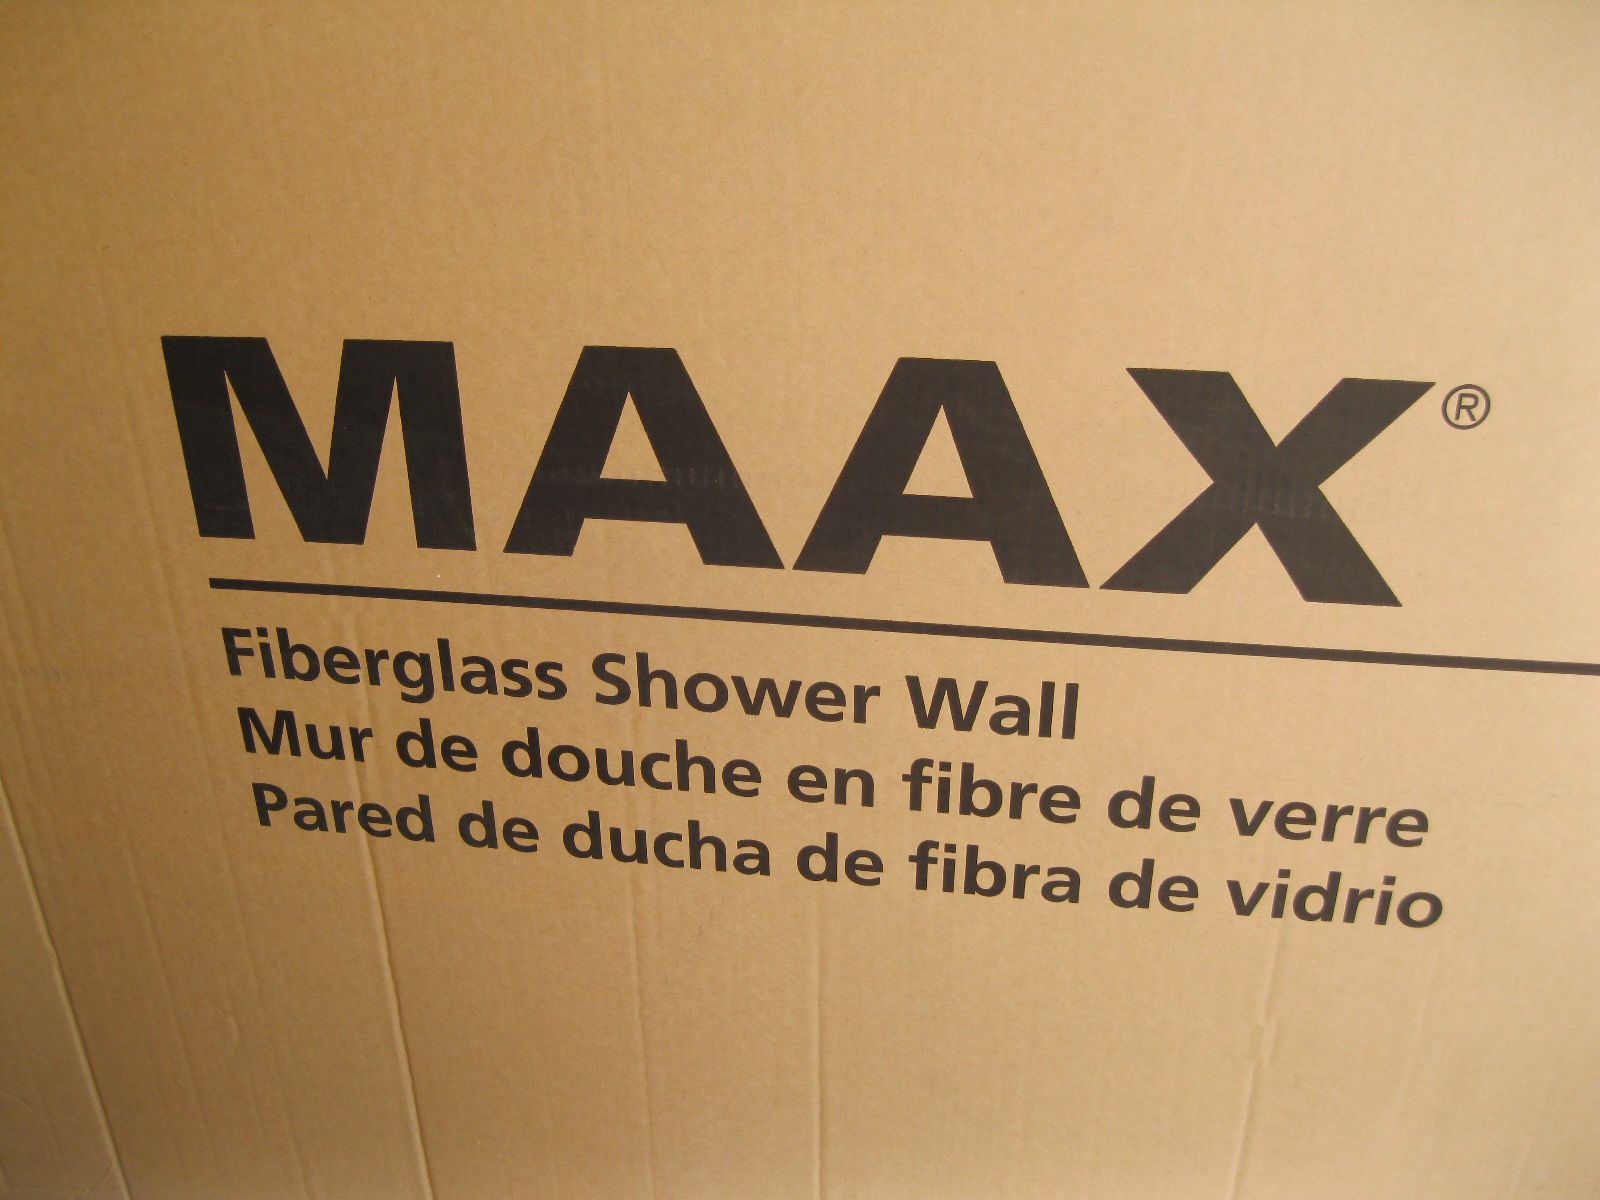 MAAX®
Fiberglass Shower Wall
Mur de douche en fibre de verre
Pared de ducha de fibra de vidrio